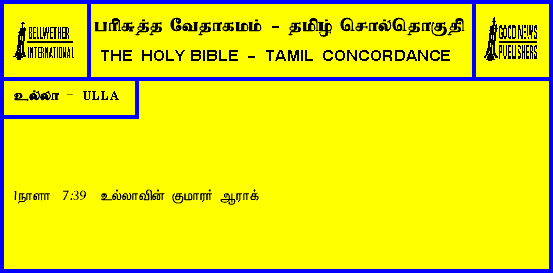 BELLWETHER
INTERNATIONAL
பரிசுத்த வேதாகமம் - தமிழ் சொல்தொகுதி
THE HOLY BIBLE - TAMIL CONCORDANCE
GOOD NEWS
PUBLISHERS
உல்லா - ULLA
1நாளா 7:39 உல்லாவின் குமாரர் ஆராக்